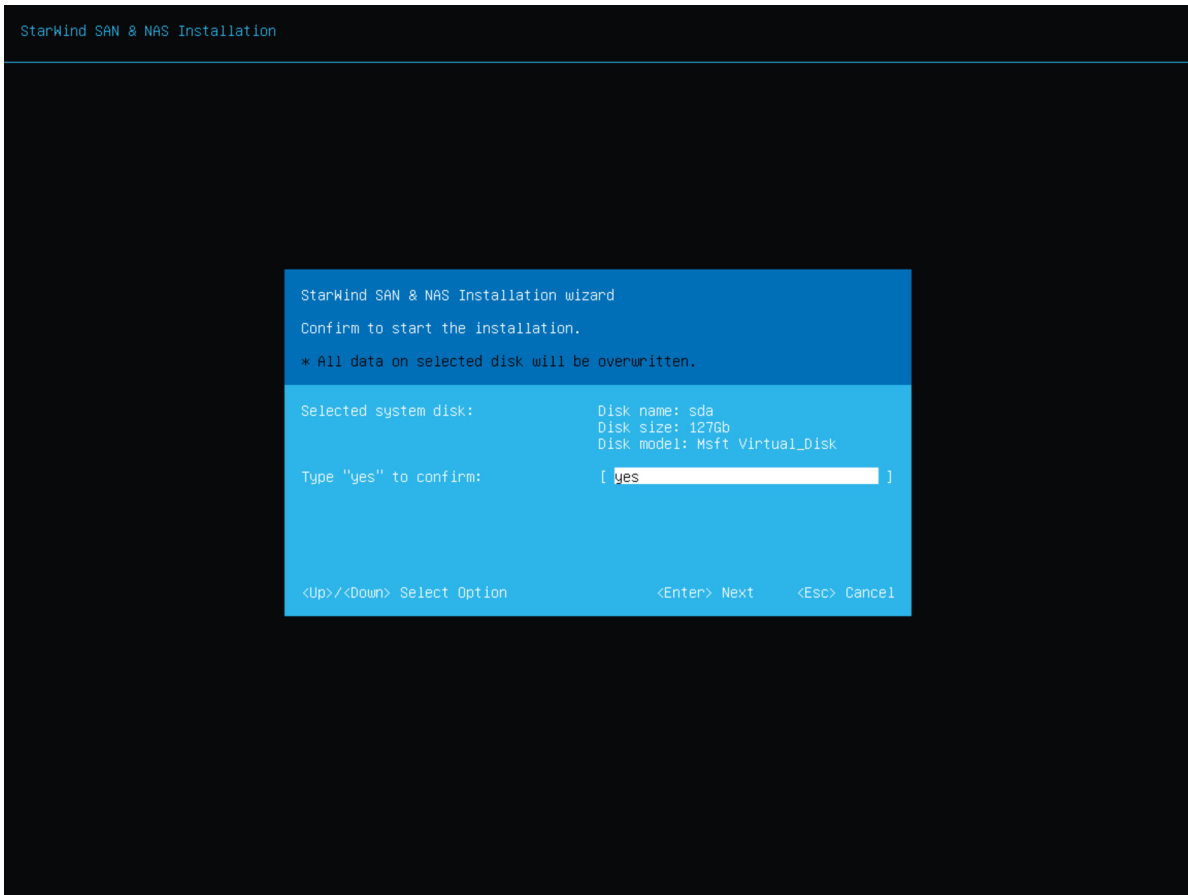 StarWind SAN & NAS Installation
StarWind SAN & NAS Installation wizard
Confirm to start the installation.
* All data on selected disk will be overwritten.
Selected system disk: Disk name: sda
Disk size: 127Gb
Disk model: Msft Virtual_Disk
Type "yes" to confirm: [ yes ]
<Up>/<Down> Select Option <Enter> Next <Esc> Cancel